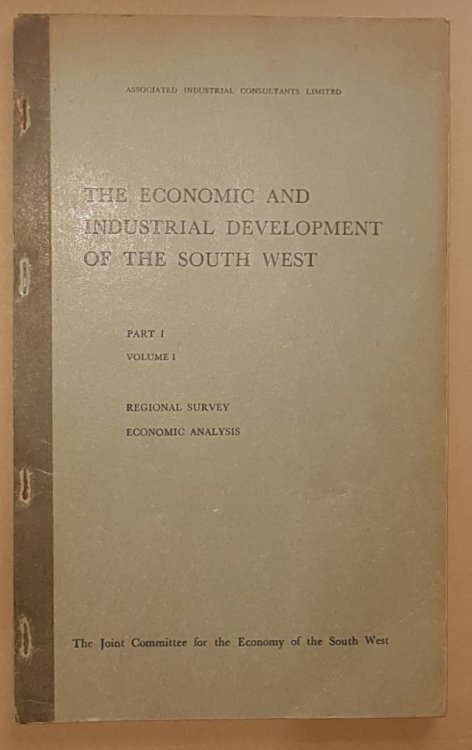 ASSOCIATED INDUSTRIAL CONSULTANTS LIMITED
THE ECONOMIC AND
INDUSTRIAL DEVELOPMENT
OF THE SOUTH WEST
PART I
VOLUME I
REGIONAL SURVEY
ECONOMIC ANALYSIS
The Joint Committee for the Economy of the South West